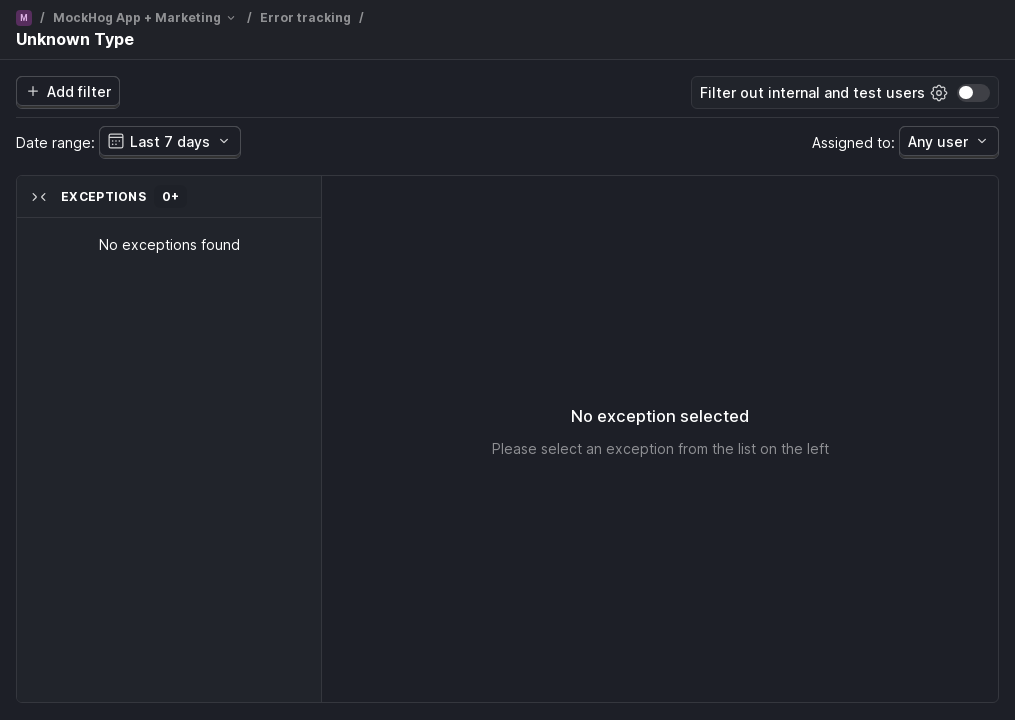 M / MockHog App + Marketing / Error tracking /
Unknown Type
Add filter
Filter out internal and test users
Date range: Last 7 days
Assigned to: Any user
EXCEPTIONS 0+
No exceptions found
No exception selected
Please select an exception from the list on the left